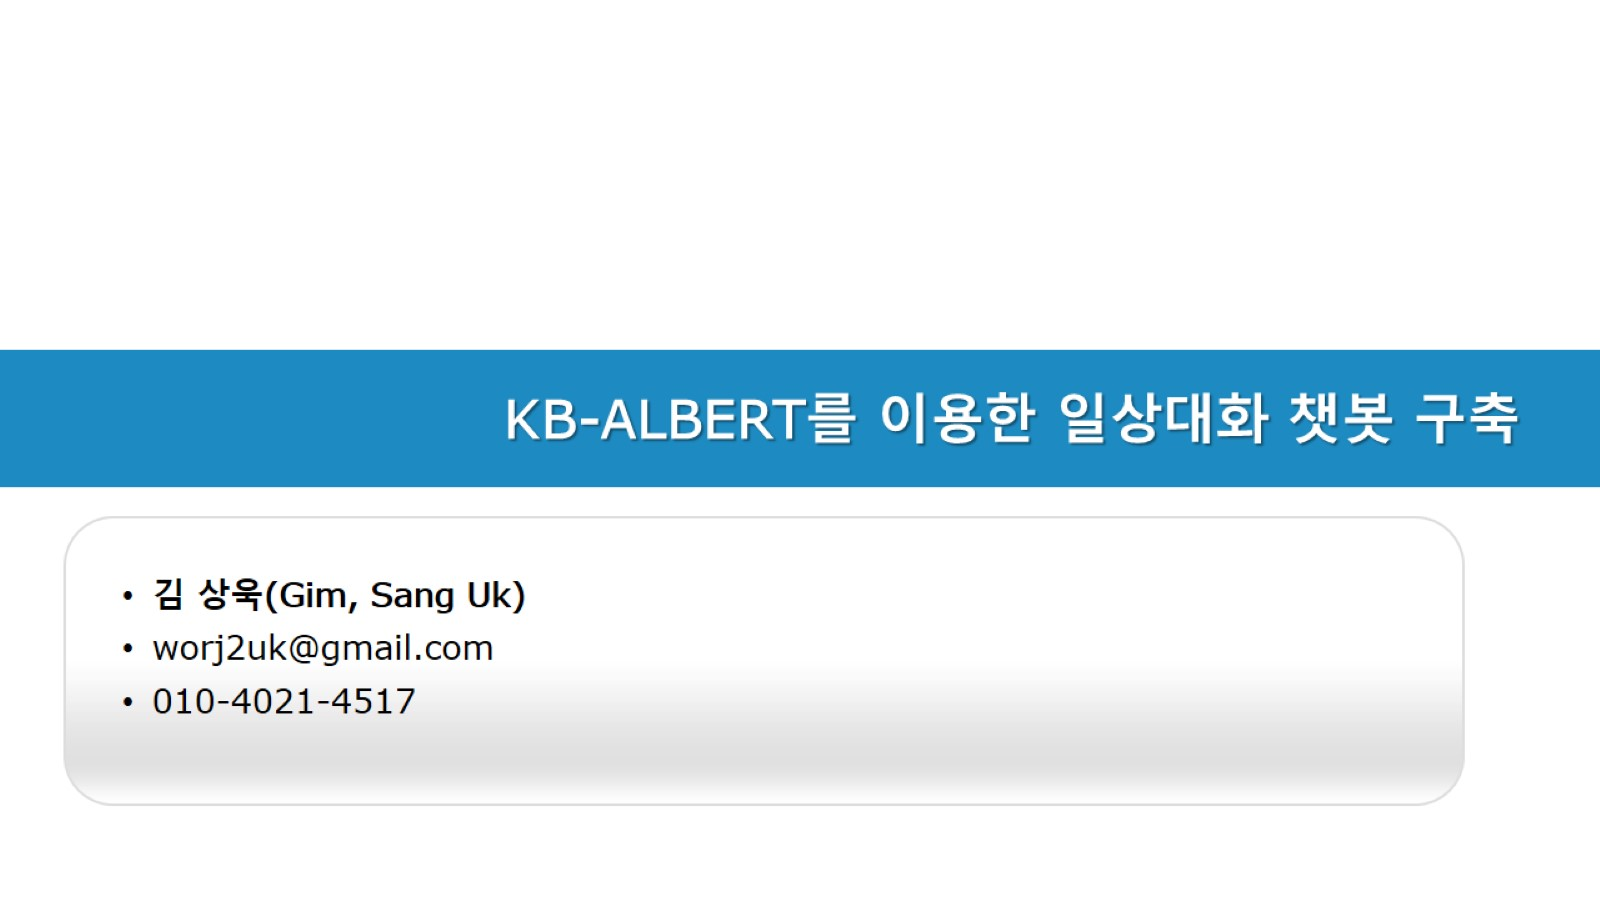 KB-ALBERT를 이용한 일상대화 챗봇 구축
• 김 상욱(Gim, Sang Uk)
• worj2uk@gmail.com
• 010-4021-4517